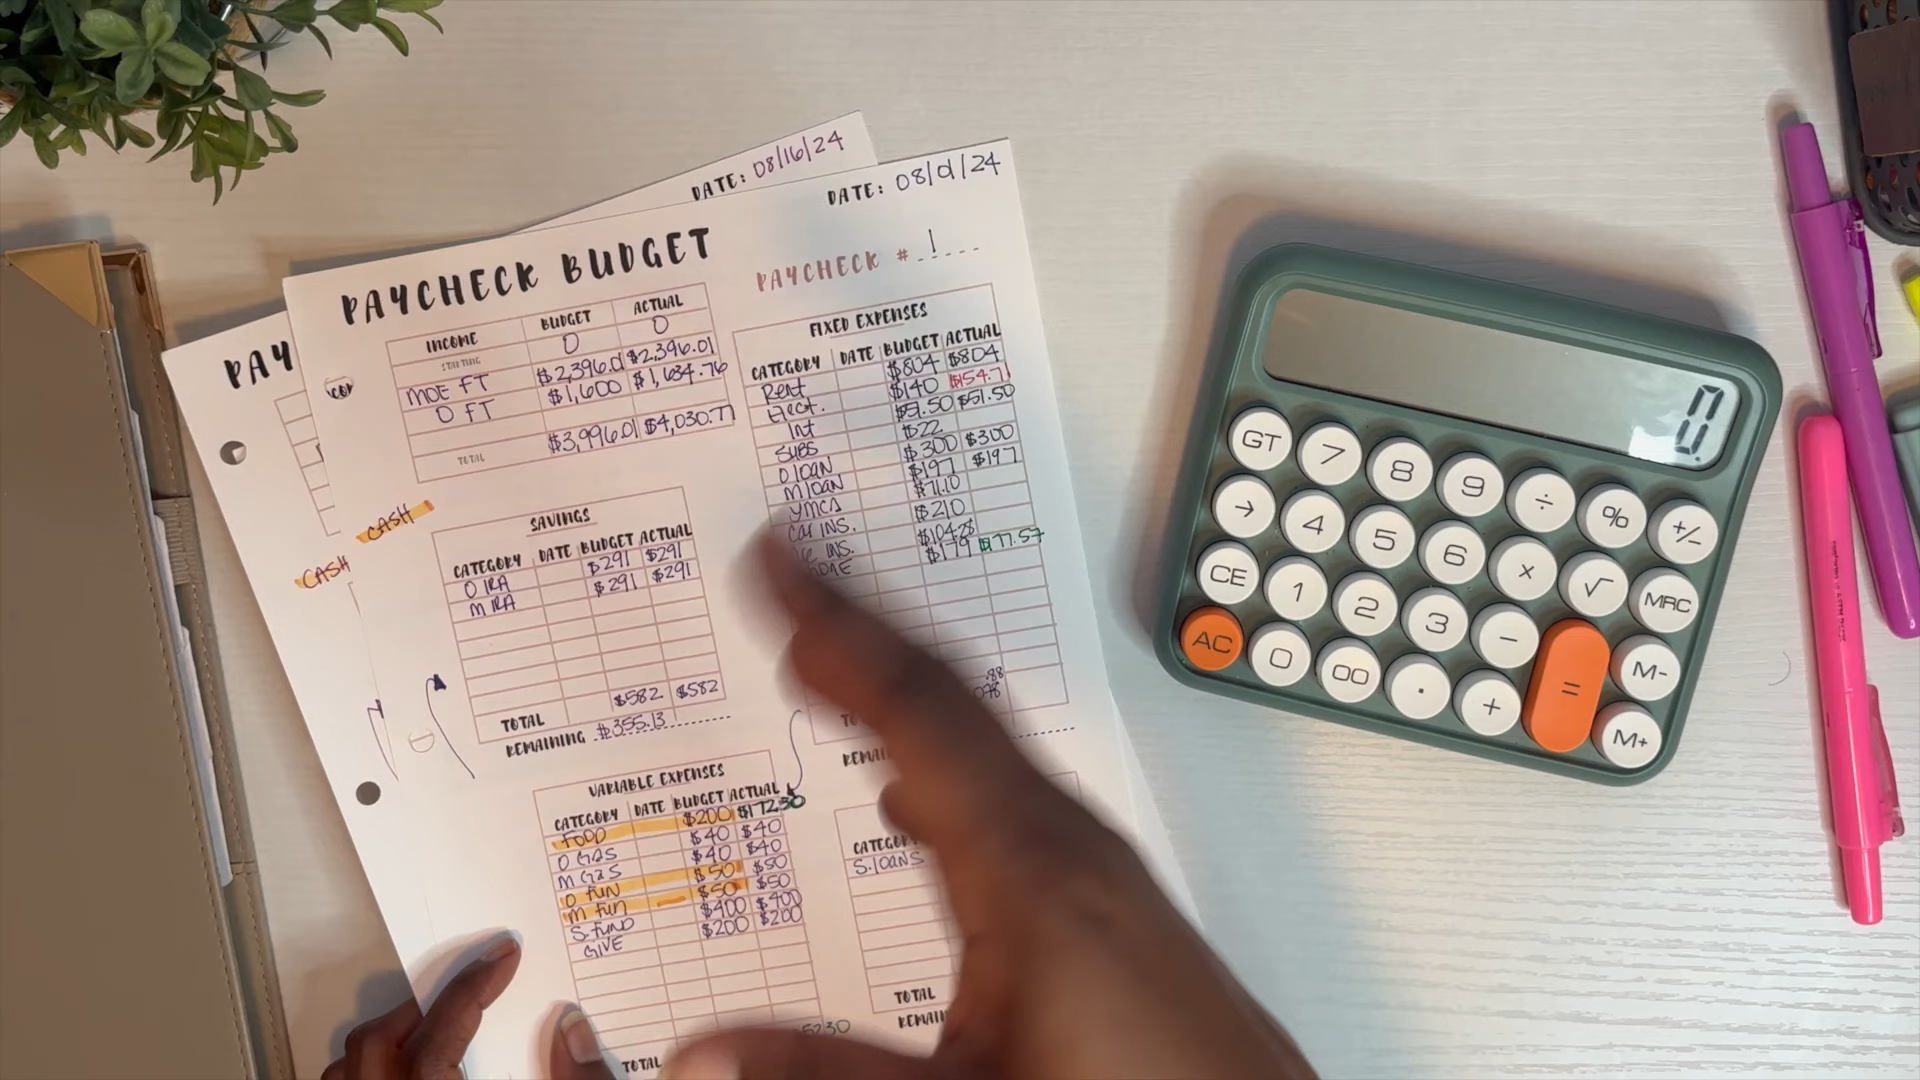 DATE: 08/16/24
DATE: 08/01/24
PAY
PAYCHECK BUDGET
PAYCHECK # 1
INCOME BUDGET ACTUAL
STARTING 0 0
MOE FT $2,396.01 $2,396.01
O FT $1,600 $1,634.76
TOTAL $3,996.01 $4,030.77
CASH
CASH
SAVINGS
CATEGORY DATE BUDGET ACTUAL
O IRA $291 $291
M IRA $291 $291
TOTAL $582 $582
REMAINING $355.13
FIXED EXPENSES
CATEGORY DATE BUDGET ACTUAL
Rent $804 $804
Elect. $140 $154.71
Int $51.50 $51.50
SUBS $22
O loan $300 $300
M loan $197 $197
YMCA $71.10
Car INS. $210
INS. $104.28
$179 $177.57
VARIABLE EXPENSES
CATEGORY DATE BUDGET ACTUAL
FOOD $200 $172.30
O GAS $40 $40
M GAS $40 $40
O FUN $50 $50
M FUN $50 $50
S. FUND $400 $400
GIVE $200 $200
TOTAL
S. loans
TOTAL
0.
GT 7 8 9 ÷ % +/-
→ 4 5 6 × √ MRC
CE 1 2 3 − M-
AC 0 00 . + = M+